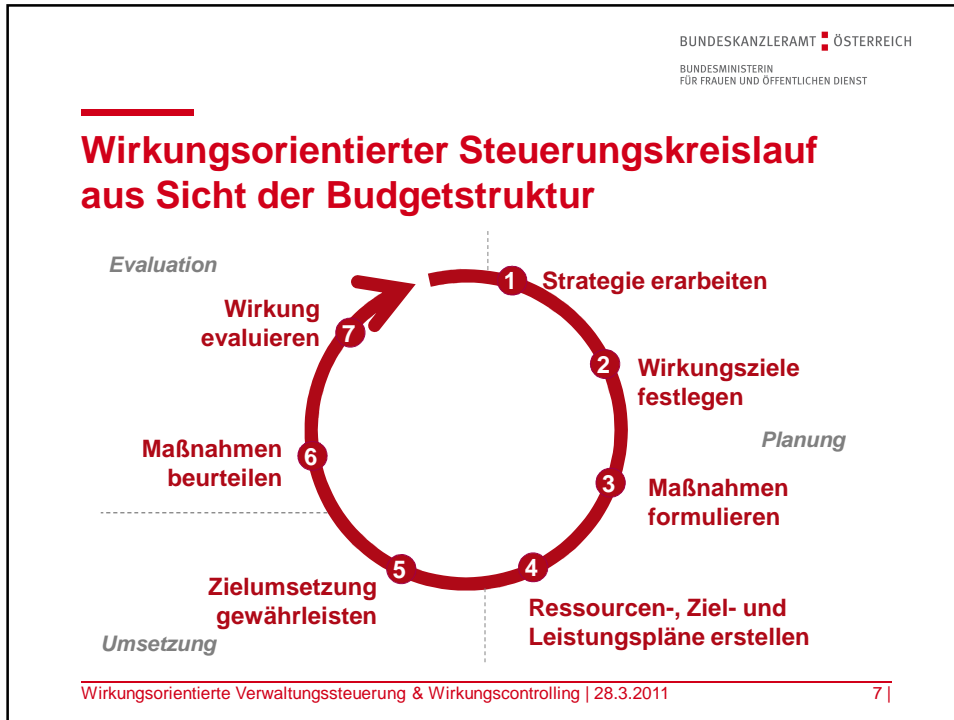 BUNDESKANZLERAMT ÖSTERREICH
BUNDESMINISTERIN
FÜR FRAUEN UND ÖFFENTLICHEN DIENST
Wirkungsorientierter Steuerungskreislauf
aus Sicht der Budgetstruktur
Evaluation
1 Strategie erarbeiten
2 Wirkungsziele
festlegen
Planung
3 Maßnahmen
formulieren
4 Ressourcen-, Ziel- und
Leistungspläne erstellen
5 Zielumsetzung
gewährleisten
Umsetzung
6 Maßnahmen
beurteilen
7 Wirkung
evaluieren
Wirkungsorientierte Verwaltungssteuerung & Wirkungscontrolling | 28.3.2011 7 |